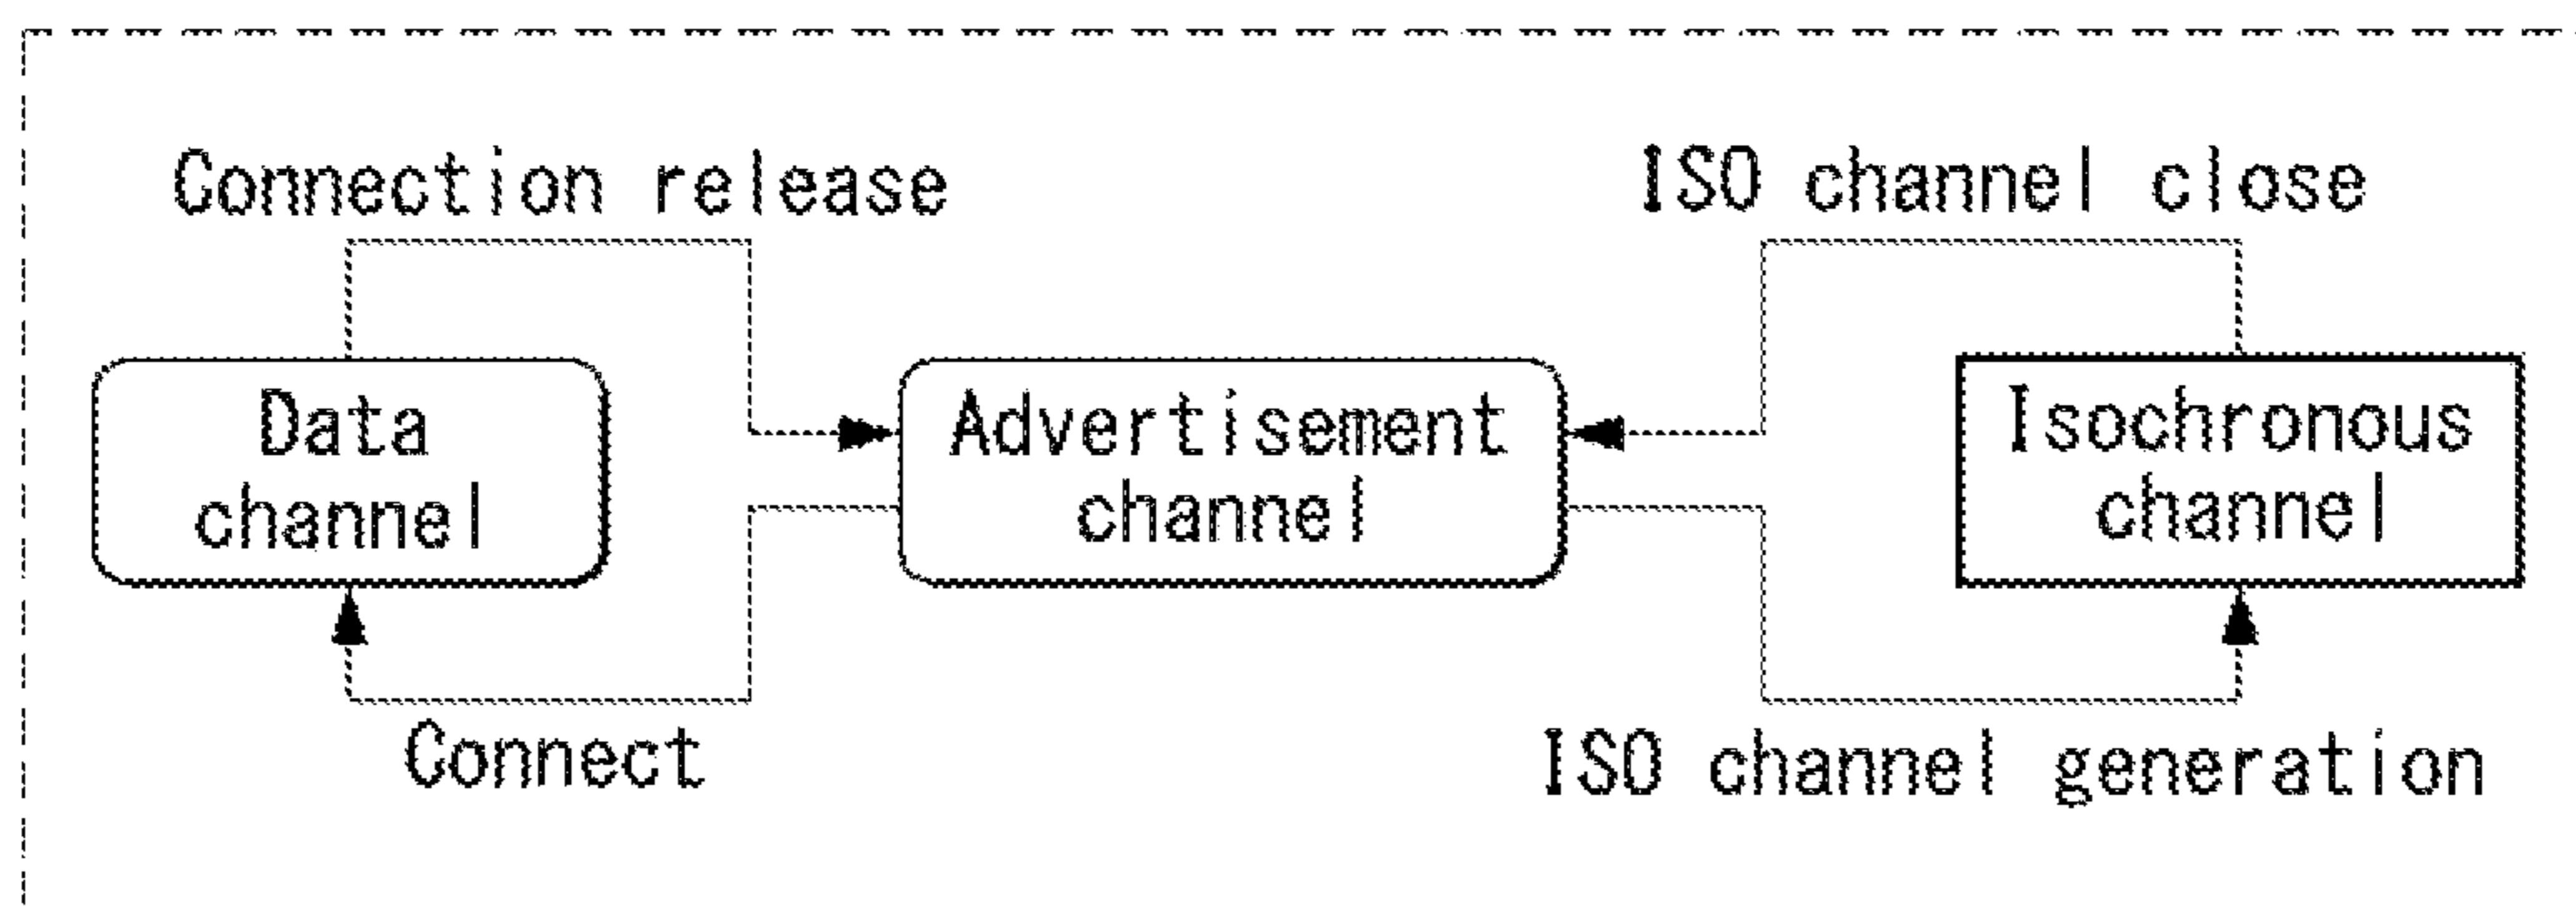 Connection release
ISO channel close
Data
channel
Advertisement
channel
Isochronous
channel
Connect
ISO channel generation